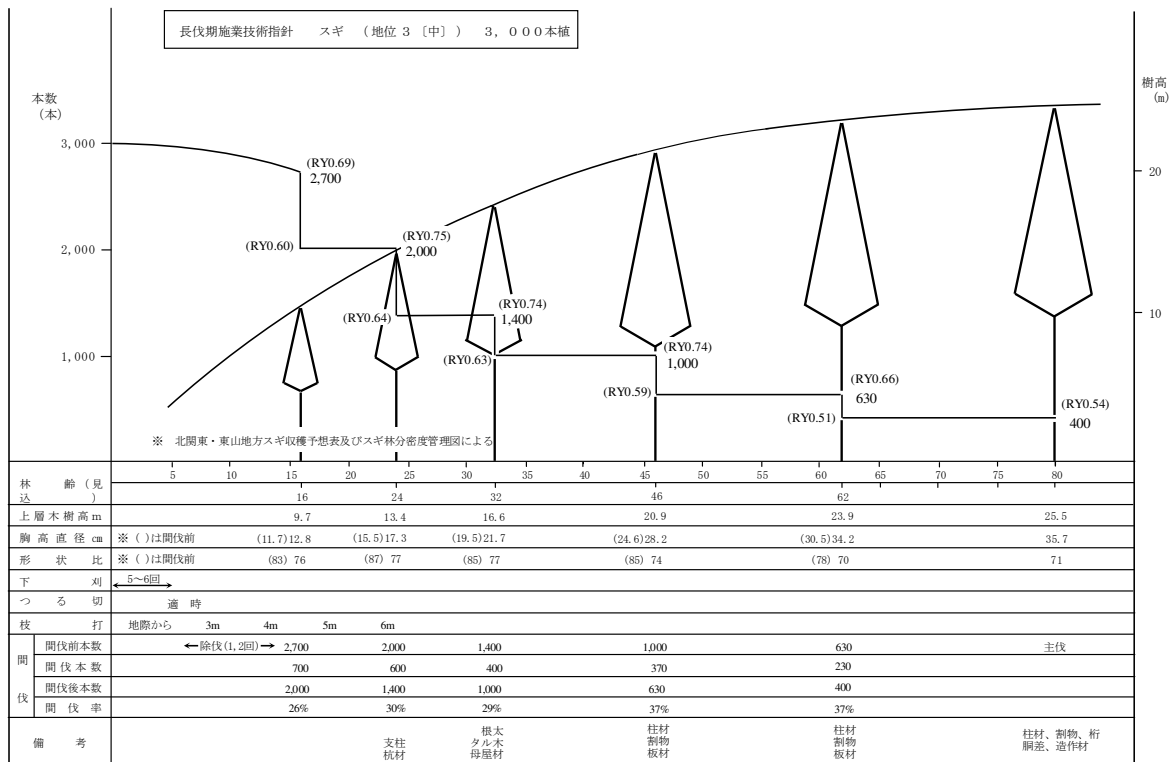 長伐期施業技術指針　　スギ　（地位３〔中〕）　３，０００本植
本数
(本)
樹高
(m)
3,000
2,000
1,000
20
10
(RY0.69)
2,700
(RY0.60)
(RY0.75)
2,000
(RY0.64)
(RY0.74)
1,400
(RY0.63)
(RY0.74)
1,000
(RY0.59)
(RY0.66)
630
(RY0.51)
(RY0.54)
400
※　北関東・東山地方スギ収穫予想表及びスギ林分密度管理図による
5 10 15 20 25 30 35 40 45 50 55 60 65 70 75 80
林齢(見込) 16 24 32 46 62
上層木樹高m 9.7 13.4 16.6 20.9 23.9 25.5
胸高直径㎝ ※ ( )は間伐前 (11.7)12.8 (15.5)17.3 (19.5)21.7 (24.6)28.2 (30.5)34.2 35.7
形状比 ※ ( )は間伐前 (83) 76 (87) 77 (85) 77 (85) 74 (78) 70 71
下刈 5～6回
つる切 適時
枝打 地際から 3m 4m 5m 6m
間伐
間伐前本数 除伐(1,2回) 2,700 2,000 1,400 1,000 630 主伐
間伐本数 700 600 400 370 230
間伐後本数 2,000 1,400 1,000 630 400
間伐率 26% 30% 29% 37% 37%
備考
支柱
杭材
根太
タル木
母屋材
柱材
割物
板材
柱材
割物
板材
柱材、割物、桁
胴差、造作材